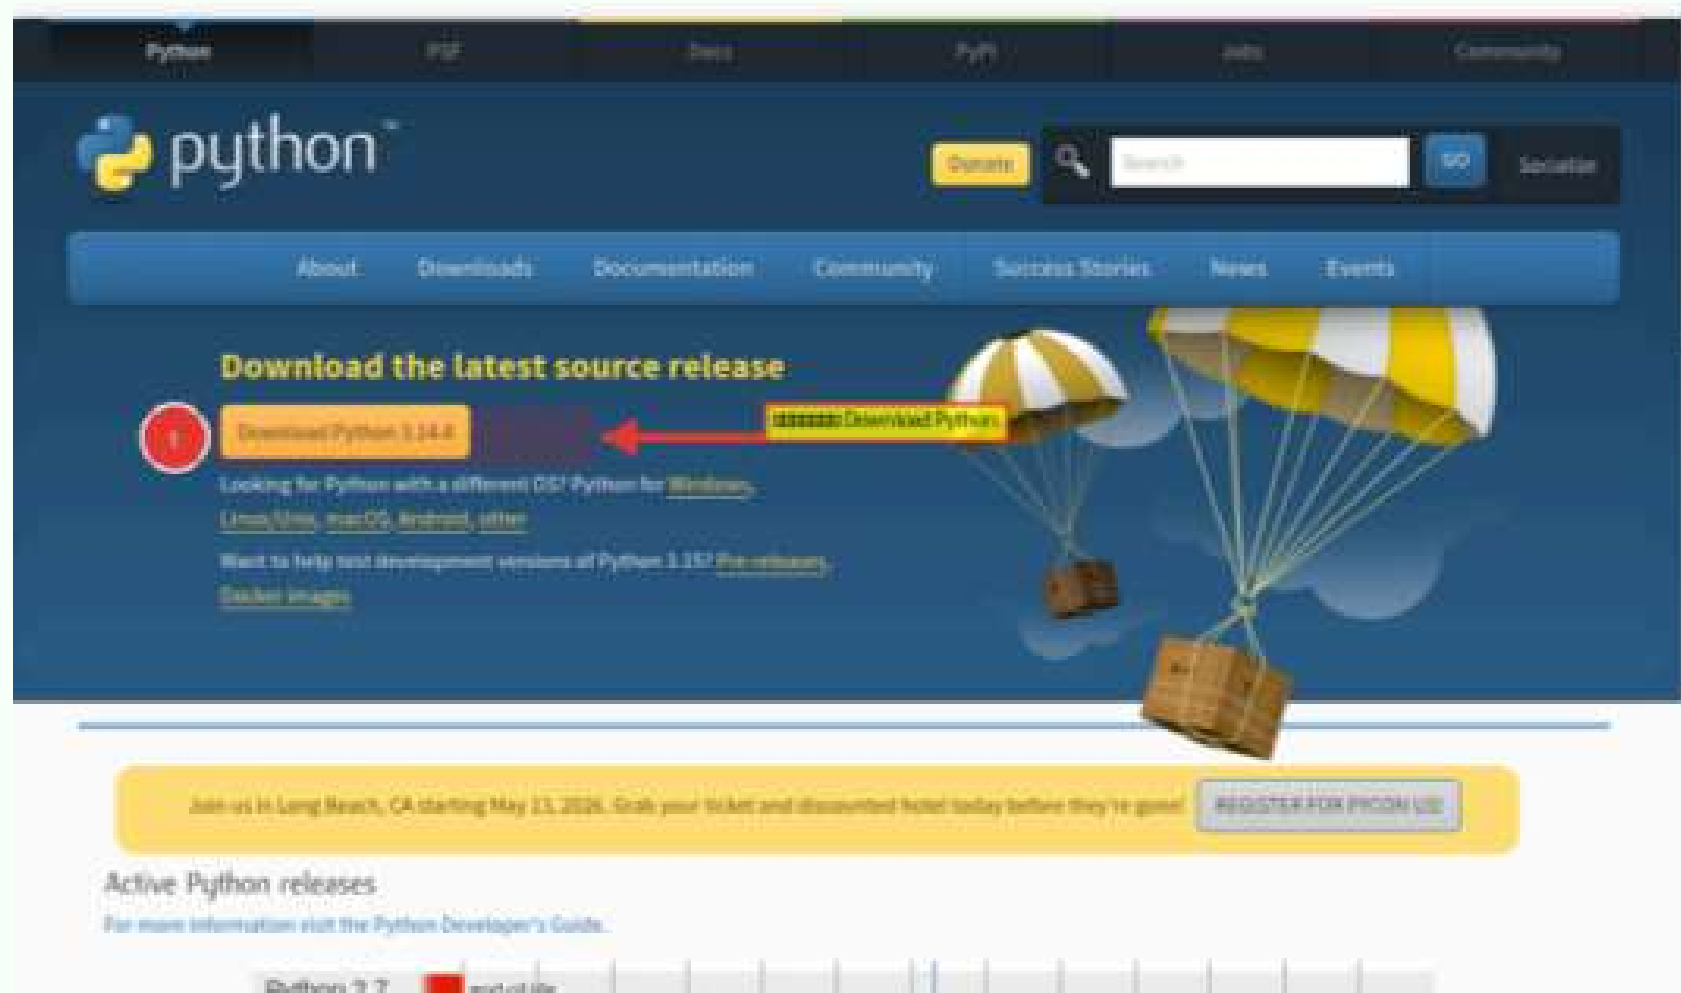 Python PSF Docs PyPI Jobs Community
python™
Donate Search GO Socialize
About Downloads Documentation Community Success Stories News Events
Download the latest source release
1 Download Python 3.14.4
Download Python
Looking for Python with a different OS? Python for Windows,
Linux/Unix, macOS, Android, other
Want to help test development versions of Python 3.15? Pre-releases,
Docker images
Join us in Long Beach, CA starting May 13, 2026. Grab your ticket and discounted hotel today before they're gone! REGISTER FOR PYCON US!
Active Python releases
For more information visit the Python Developer's Guide.
Python 2.7 end-of-life